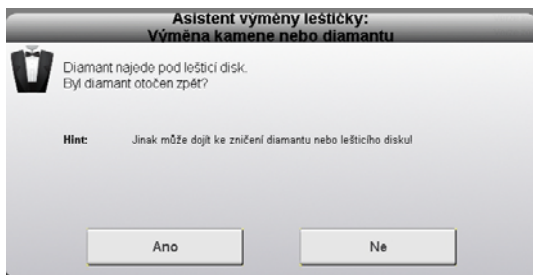 Asistent výměny leštičky:
Výměna kamene nebo diamantu
Diamant najede pod lešticí disk.
Byl diamant otočen zpět?
Hint: Jinak může dojít ke zničení diamantu nebo lešticího disku!
Ano Ne